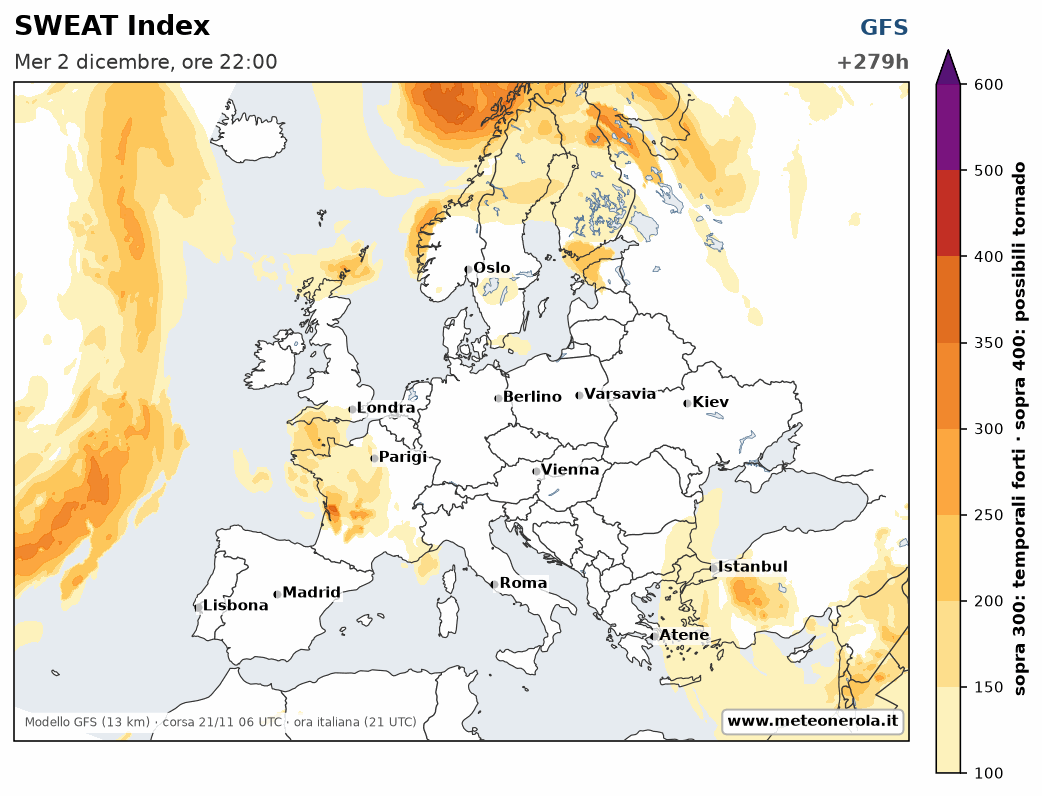 SWEAT Index
GFS
Mer 2 dicembre, ore 22:00
+279h
600
500
400
350
300
250
200
150
100
sopra 300: temporali forti · sopra 400: possibili tornado
Oslo
Londra
Berlino
Varsavia
Kiev
Parigi
Vienna
Istanbul
Roma
Madrid
Lisbona
Atene
Modello GFS (13 km) · corsa 21/11 06 UTC · ora italiana (21 UTC)
www.meteonerola.it